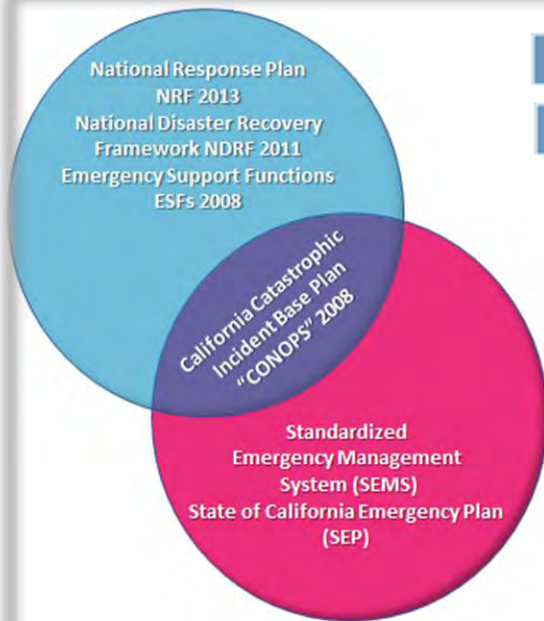 National Response Plan
NRF 2013
National Disaster Recovery
Framework NDRF 2011
Emergency Support Functions
ESFs 2008
California Catastrophic
Incident Base Plan
“CONOPS” 2008
Standardized
Emergency Management
System (SEMS)
State of California Emergency Plan
(SEP)